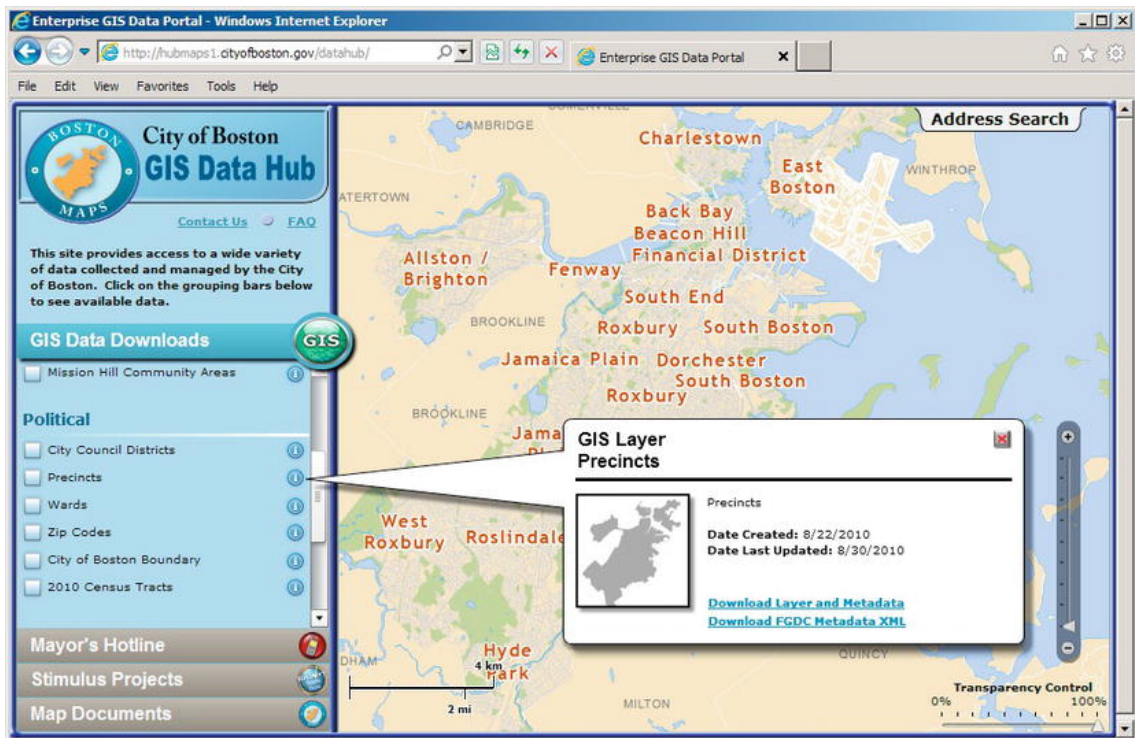 Enterprise GIS Data Portal - Windows Internet Explorer
http://hubmaps1.cityofboston.gov/datahub/
Enterprise GIS Data Portal
File Edit View Favorites Tools Help
BOSTON
MAPS
City of Boston
GIS Data Hub
Contact Us
FAQ
This site provides access to a wide variety
of data collected and managed by the City
of Boston. Click on the grouping bars below
to see available data.
GIS Data Downloads
GIS
Mission Hill Community Areas
Political
City Council Districts
Precincts
Wards
Zip Codes
City of Boston Boundary
2010 Census Tracts
Mayor's Hotline
Stimulus Projects
Map Documents
Address Search
CAMBRIDGE
Charlestown
East
Boston
WINTHROP
ATERTOWN
Back Bay
Beacon Hill
Financial District
Allston /
Brighton
Fenway
South End
BROOKLINE
Roxbury
South Boston
Jamaica Plain
Dorchester
South Boston
Roxbury
BROOKLINE
Jama
GIS Layer
Precincts
Precincts
Date Created: 8/22/2010
Date Last Updated: 8/30/2010
Download Layer and Metadata
Download FGDC Metadata XML
West
Roxbury
Roslindale
Hyde
Park
DHAM
4 km
2 mi
QUINCY
MILTON
Transparency Control
0% 100%